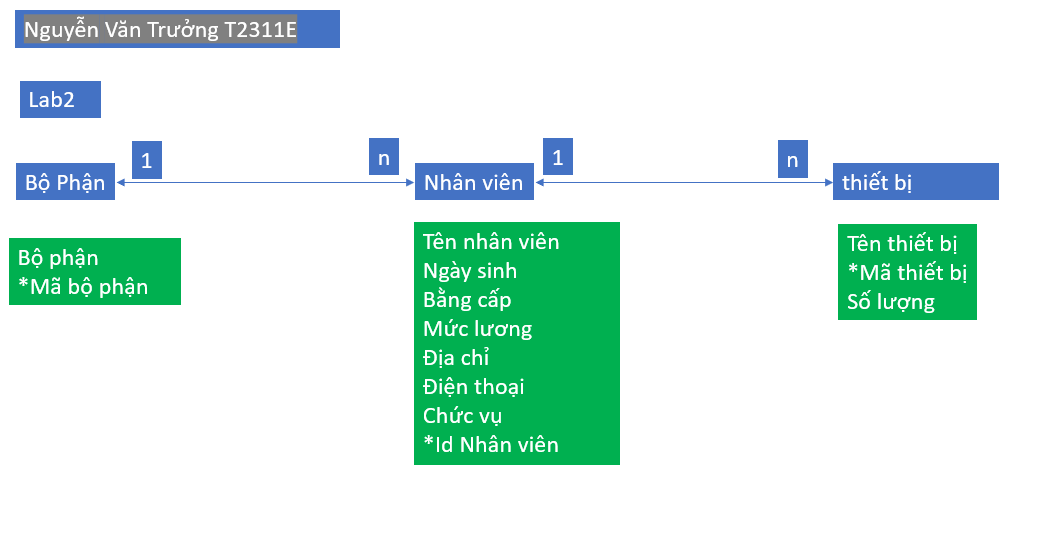 Nguyễn Văn Trưởng T2311E
Lab2
1
n
1
n
Bộ Phận
Nhân viên
thiết bị
Bộ phận
*Mã bộ phận
Tên nhân viên
Ngày sinh
Bằng cấp
Mức lương
Địa chỉ
Điện thoại
Chức vụ
*Id Nhân viên
Tên thiết bị
*Mã thiết bị
Số lượng